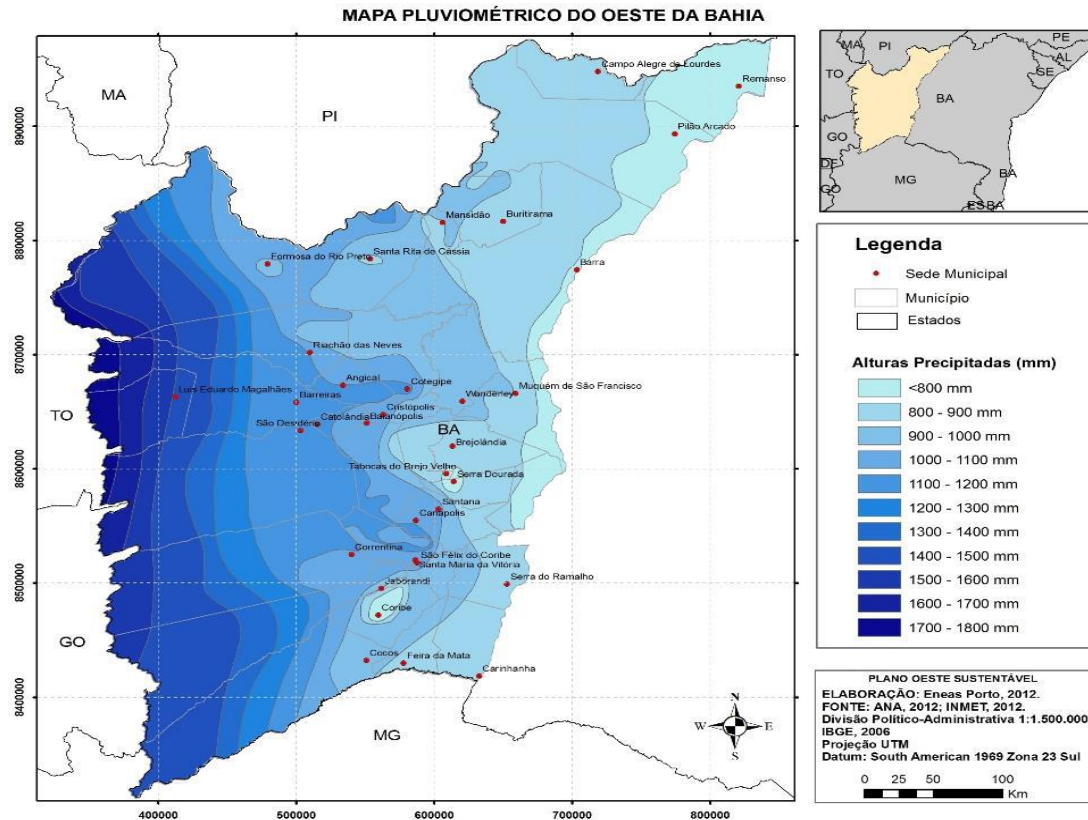 MAPA PLUVIOMÉTRICO DO OESTE DA BAHIA
MA
PI
TO
GO
MG
BA
Campo Alegre de Lourdes
Remanso
Pilão Arcado
Mansidão
Buritirama
Formosa do Rio Preto
Santa Rita de Cássia
Barra
Riachão das Neves
Angical
Cotegipe
Luís Eduardo Magalhães
Barreiras
Wanderley
Muquém de São Francisco
Cristópolis
Catolândia
Baianópolis
São Desidério
Brejolândia
Tabocas do Brejo Velho
Serra Dourada
Santana
Canápolis
Correntina
São Félix do Coribe
Santa Maria da Vitória
Jaborandi
Serra do Ramalho
Coribe
Cocos
Feira da Mata
Carinhanha
N
W
E
S
8900000
8800000
8700000
8600000
8500000
8400000
400000
500000
600000
700000
800000
MA
PI
PE
AL
SE
TO
BA
GO
DF
GO
MG
BA
ES
BA
Legenda
Sede Municipal
Município
Estados
Alturas Precipitadas (mm)
<800 mm
800 - 900 mm
900 - 1000 mm
1000 - 1100 mm
1100 - 1200 mm
1200 - 1300 mm
1300 - 1400 mm
1400 - 1500 mm
1500 - 1600 mm
1600 - 1700 mm
1700 - 1800 mm
PLANO OESTE SUSTENTÁVEL
ELABORAÇÃO: Eneas Porto, 2012.
FONTE: ANA, 2012; INMET, 2012.
Divisão Político-Administrativa 1:1.500.000
IBGE, 2006
Projeção UTM
Datum: South American 1969 Zona 23 Sul
0 25 50 100
Km